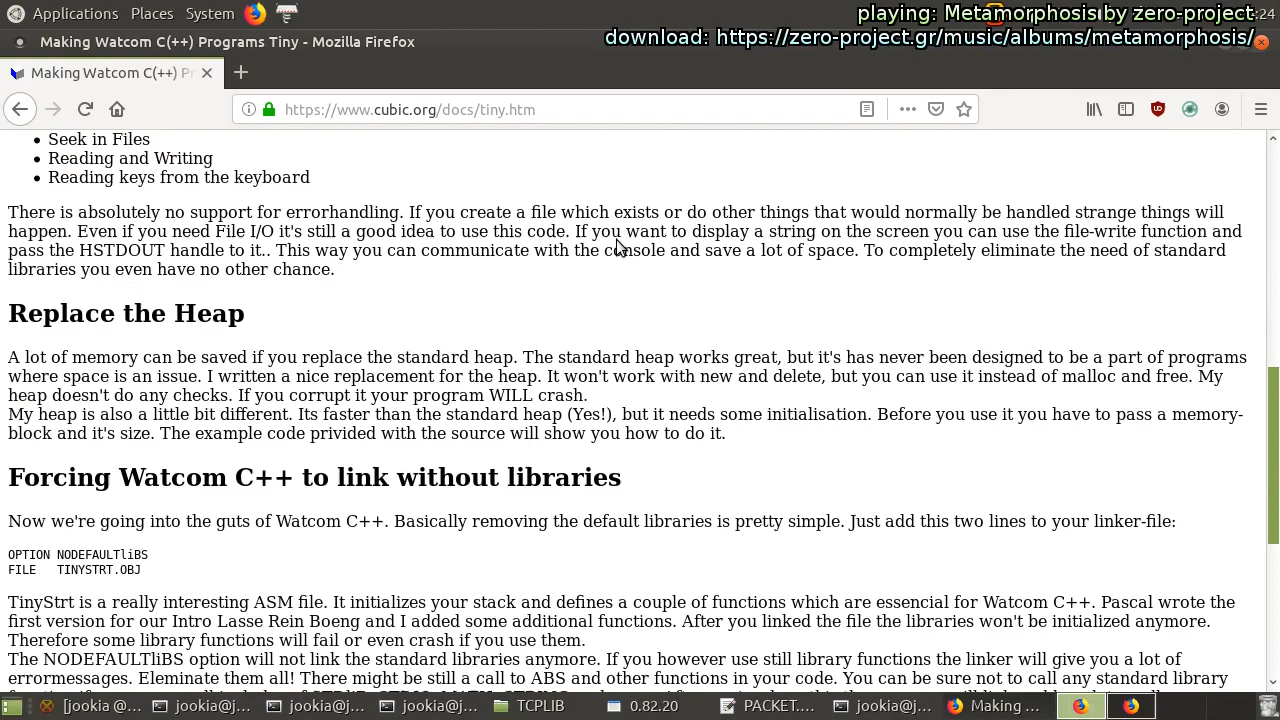 Applications Places System
playing: Metamorphosis by zero-project
:24
Making Watcom C(++) Programs Tiny - Mozilla Firefox
download: https://zero-project.gr/music/albums/metamorphosis/
Making Watcom C(++) Pr
https://www.cubic.org/docs/tiny.htm
• Seek in Files
• Reading and Writing
• Reading keys from the keyboard
There is absolutely no support for errorhandling. If you create a file which exists or do other things that would normally be handled strange things will
happen. Even if you need File I/O it's still a good idea to use this code. If you want to display a string on the screen you can use the file-write function and
pass the HSTDOUT handle to it.. This way you can communicate with the console and save a lot of space. To completely eliminate the need of standard
libraries you even have no other chance.
Replace the Heap
A lot of memory can be saved if you replace the standard heap. The standard heap works great, but it's has never been designed to be a part of programs
where space is an issue. I written a nice replacement for the heap. It won't work with new and delete, but you can use it instead of malloc and free. My
heap doesn't do any checks. If you corrupt it your program WILL crash.
My heap is also a little bit different. Its faster than the standard heap (Yes!), but it needs some initialisation. Before you use it you have to pass a memory-
block and it's size. The example code privided with the source will show you how to do it.
Forcing Watcom C++ to link without libraries
Now we're going into the guts of Watcom C++. Basically removing the default libraries is pretty simple. Just add this two lines to your linker-file:
OPTION NODEFAULTliBS
FILE   TINYSTRT.OBJ
TinyStrt is a really interesting ASM file. It initializes your stack and defines a couple of functions which are essencial for Watcom C++. Pascal wrote the
first version for our Intro Lasse Rein Boeng and I added some additional functions. After you linked the file the libraries won't be initialized anymore.
Therefore some library functions will fail or even crash if you use them.
The NODEFAULTliBS option will not link the standard libraries anymore. If you however use still library functions the linker will give you a lot of
errormessages. Eleminate them all! There might be still a call to ABS and other functions in your code. You can be sure not to call any standard library
[jookia @... jookia@j... jookia@j... jookia@j... TCPLIB 0.82.20 PACKET.... jookia@j... Making ...